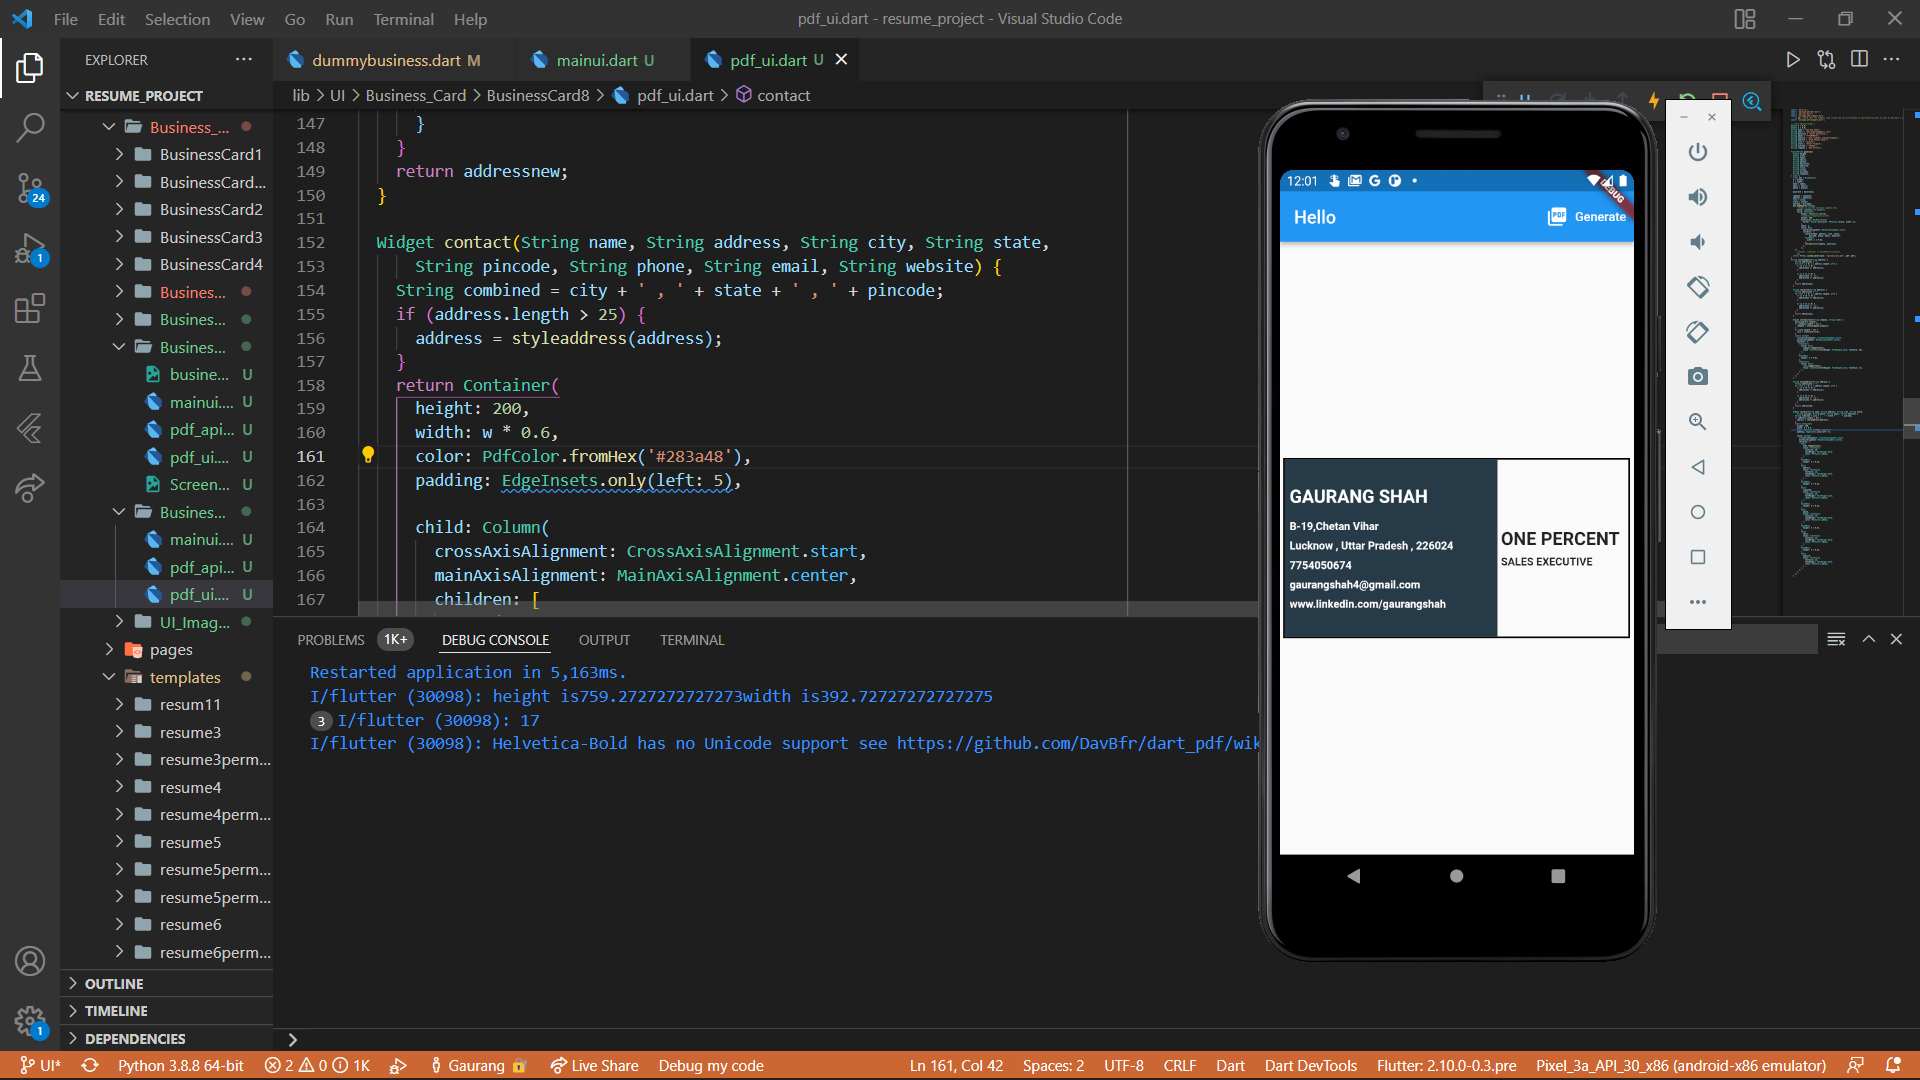 File Edit Selection View Go Run Terminal Help
pdf_ui.dart - resume_project - Visual Studio Code
EXPLORER
dummybusiness.dart M
mainui.dart U
pdf_ui.dart U
RESUME_PROJECT
lib > UI > Business_Card > BusinessCard8 > pdf_ui.dart > contact
Business_...
BusinessCard1
BusinessCard...
BusinessCard2
BusinessCard3
BusinessCard4
Busines...
Busines...
Busines...
busine... U
mainui.... U
pdf_api... U
pdf_ui.... U
Screen... U
Busines...
mainui.... U
pdf_api... U
pdf_ui.... U
UI_Imag...
pages
templates
resum11
resume3
resume3perm...
resume4
resume4perm...
resume5
resume5perm...
resume5perm...
resume6
resume6perm...
OUTLINE
TIMELINE
DEPENDENCIES
24
1
1
147 }
148 }
149 return addressnew;
150 }
151
152 Widget contact(String name, String address, String city, String state,
153 String pincode, String phone, String email, String website) {
154 String combined = city + ' , ' + state + ' , ' + pincode;
155 if (address.length > 25) {
156 address = styleaddress(address);
157 }
158 return Container(
159 height: 200,
160 width: w * 0.6,
161 color: PdfColor.fromHex('#283a48'),
162 padding: EdgeInsets.only(left: 5),
163
164 child: Column(
165 crossAxisAlignment: CrossAxisAlignment.start,
166 mainAxisAlignment: MainAxisAlignment.center,
167 children: [
PROBLEMS 1K+ DEBUG CONSOLE OUTPUT TERMINAL
Restarted application in 5,163ms.
I/flutter (30098): height is759.2727272727273width is392.72727272727275
3 I/flutter (30098): 17
I/flutter (30098): Helvetica-Bold has no Unicode support see https://github.com/DavBfr/dart_pdf/wik
12:01
DEBUG
Hello
PDF Generate
GAURANG SHAH
B-19,Chetan Vihar
Lucknow , Uttar Pradesh , 226024
7754050674
gaurangshah4@gmail.com
www.linkedin.com/gaurangshah
ONE PERCENT
SALES EXECUTIVE
UI* Python 3.8.8 64-bit 2 0 1K Gaurang Live Share Debug my code
Ln 161, Col 42 Spaces: 2 UTF-8 CRLF Dart Dart DevTools Flutter: 2.10.0-0.3.pre Pixel_3a_API_30_x86 (android-x86 emulator)